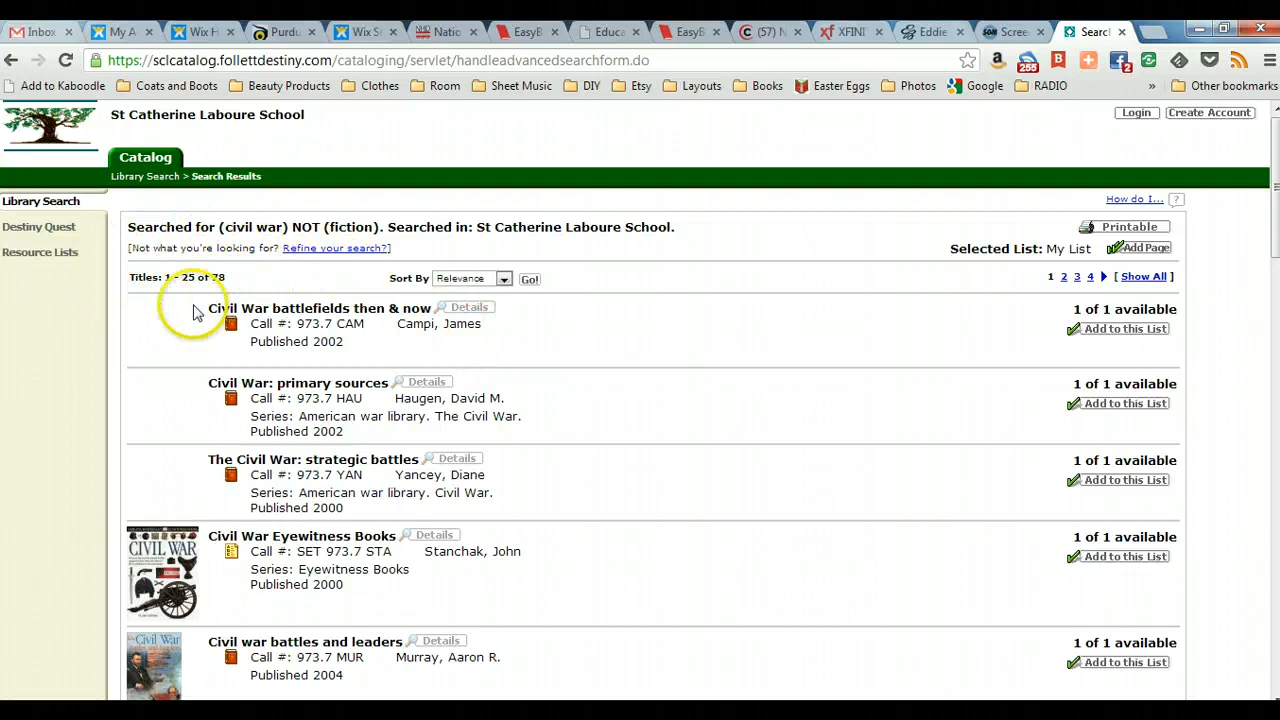 Inbox My A Wix H Purdu Wix S Natio EasyB Educa EasyB (57) N XFINI Eddie Scree Search
https://sclcatalog.follettdestiny.com/cataloging/servlet/handleadvancedsearchform.do 255 2
Add to Kaboodle Coats and Boots Beauty Products Clothes Room Sheet Music DIY Etsy Layouts Books Easter Eggs Photos Google RADIO » Other bookmarks
St Catherine Laboure School Login Create Account
Catalog
Library Search > Search Results
Library Search How do I... ?
Destiny Quest
Resource Lists
Searched for (civil war) NOT (fiction). Searched in: St Catherine Laboure School. Printable
[Not what you're looking for? Refine your search?] Selected List: My List Add Page
Titles: 1 - 25 of 78 Sort By Relevance Go! 1 2 3 4 [ Show All ]
Civil War battlefields then & now Details 1 of 1 available
Call #: 973.7 CAM Campi, James Add to this List
Published 2002
Civil War: primary sources Details 1 of 1 available
Call #: 973.7 HAU Haugen, David M. Add to this List
Series: American war library. The Civil War.
Published 2002
The Civil War: strategic battles Details 1 of 1 available
Call #: 973.7 YAN Yancey, Diane Add to this List
Series: American war library. Civil War.
Published 2000
CIVIL WAR
Civil War Eyewitness Books Details 1 of 1 available
Call #: SET 973.7 STA Stanchak, John Add to this List
Series: Eyewitness Books
Published 2000
Civil War
Civil war battles and leaders Details 1 of 1 available
Call #: 973.7 MUR Murray, Aaron R. Add to this List
Published 2004